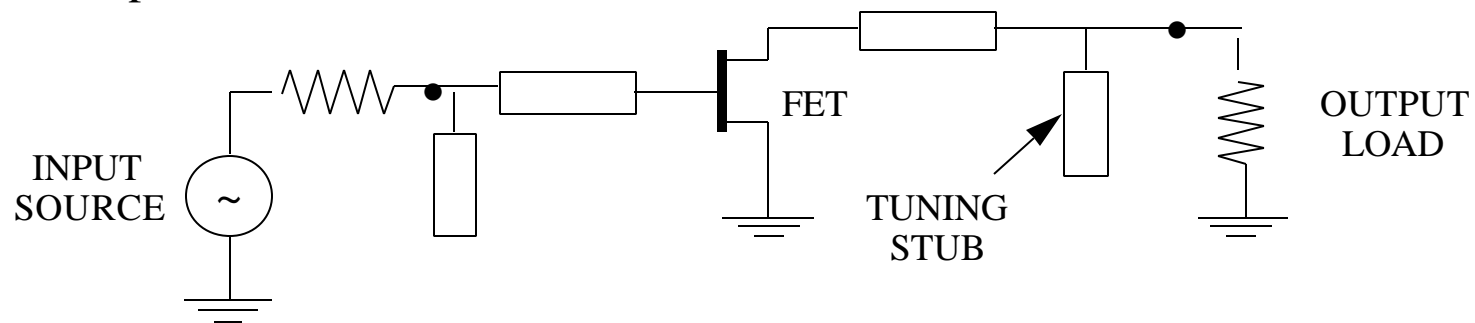 INPUT
SOURCE
~
FET
TUNING
STUB
OUTPUT
LOAD